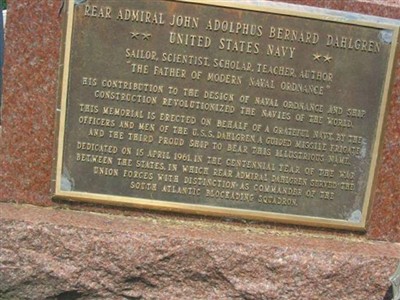 REAR ADMIRAL JOHN ADOLPHUS BERNARD DAHLGREN
UNITED STATES NAVY
SAILOR, SCIENTIST, SCHOLAR, TEACHER, AUTHOR
"THE FATHER OF MODERN NAVAL ORDNANCE"
HIS CONTRIBUTION TO THE DESIGN OF NAVAL ORDNANCE AND SHIP
CONSTRUCTION REVOLUTIONIZED THE NAVIES OF THE WORLD.
THIS MEMORIAL IS ERECTED ON BEHALF OF A GRATEFUL NAVY, BY THE
OFFICERS AND MEN OF THE U.S.S. DAHLGREN, A GUIDED MISSILE FRIGATE
AND THE THIRD PROUD SHIP TO BEAR THIS ILLUSTRIOUS NAME.
DEDICATED ON 15 APRIL 1961, IN THE CENTENNIAL YEAR OF THE WAR
BETWEEN THE STATES, IN WHICH REAR ADMIRAL DAHLGREN SERVED THE
UNION FORCES WITH DISTINCTION AS COMMANDER OF THE
SOUTH ATLANTIC BLOCKADING SQUADRON.